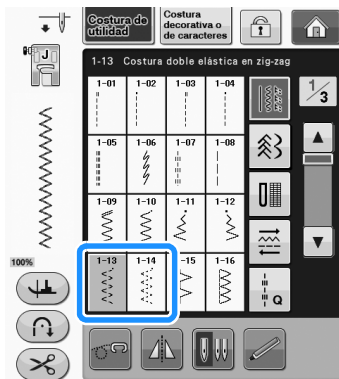 Costura de
utilidad
Costura
decorativa o
de caracteres
J
1-13 Costura doble elástica en zig-zag
1-01 1-02 1-03 1-04
1/3
1-05 1-06 1-07 1-08
1-09 1-10 1-11 1-12
100%
1-13 1-14 1-15 1-16
Q